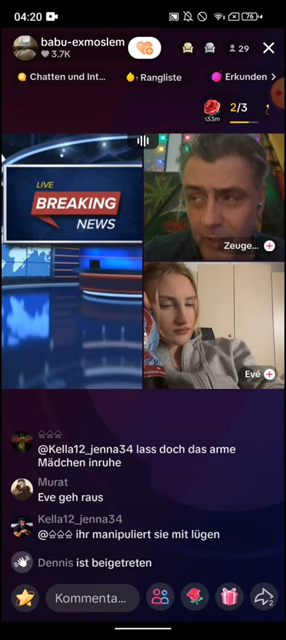 04:20
76
babu-exmoslem
3.7K
29
Chatten und Int...
Rangliste
Erkunden
2/3
LIVE
BREAKING
NEWS
Zeuge...
Evé
@Kella12_jenna34 lass doch das arme
Mädchen inruhe
Murat
Eve geh raus
Kella12_jenna34
@ ihr manipuliert sie mit lügen
Dennis ist beigetreten
Kommenta...
2